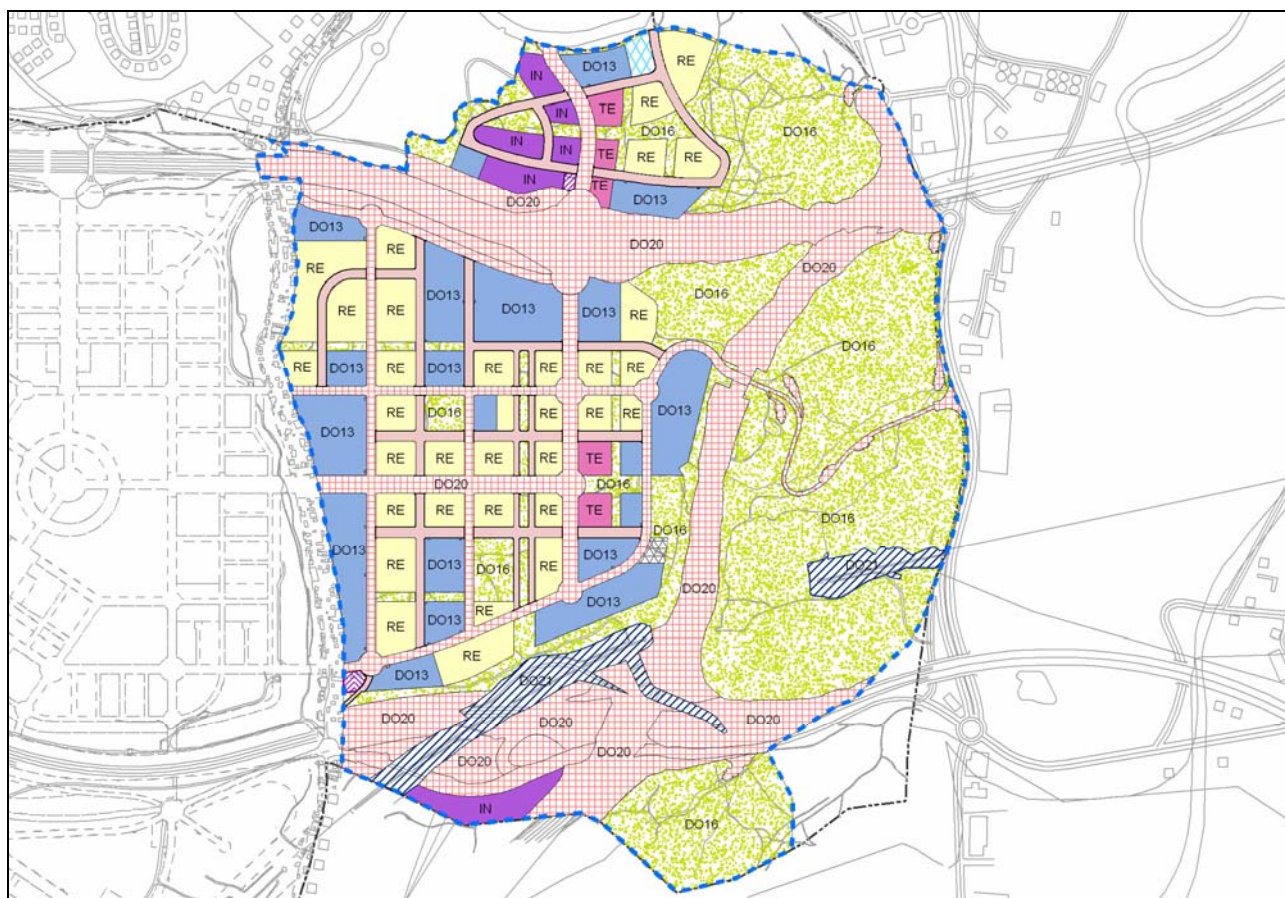 RE
IN DO13
DO16
IN TE RE
DO16
IN IN TE RE RE
IN TE DO13
DO20
DO13
DO20 DO20
RE RE
DO13 DO13 DO13 DO16
RE RE RE
DO16
RE DO13 RE DO13 RE RE RE
RE DO16 RE RE RE DO13
DO13
RE RE RE RE TE
DO20 DO16
RE RE RE RE TE DO16
DO16
DO13 RE DO13 DO13
DO16 RE DO20 DO21
RE DO13
RE DO13
RE
DO13 DO21
DO20 DO20 DO20
DO20 DO20
IN
DO16